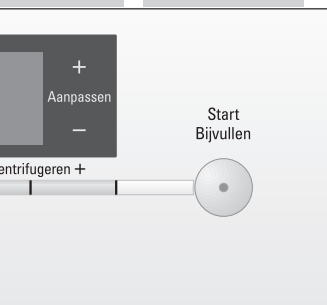 +
Aanpassen
−
Start
Bijvullen
entrifugeren +